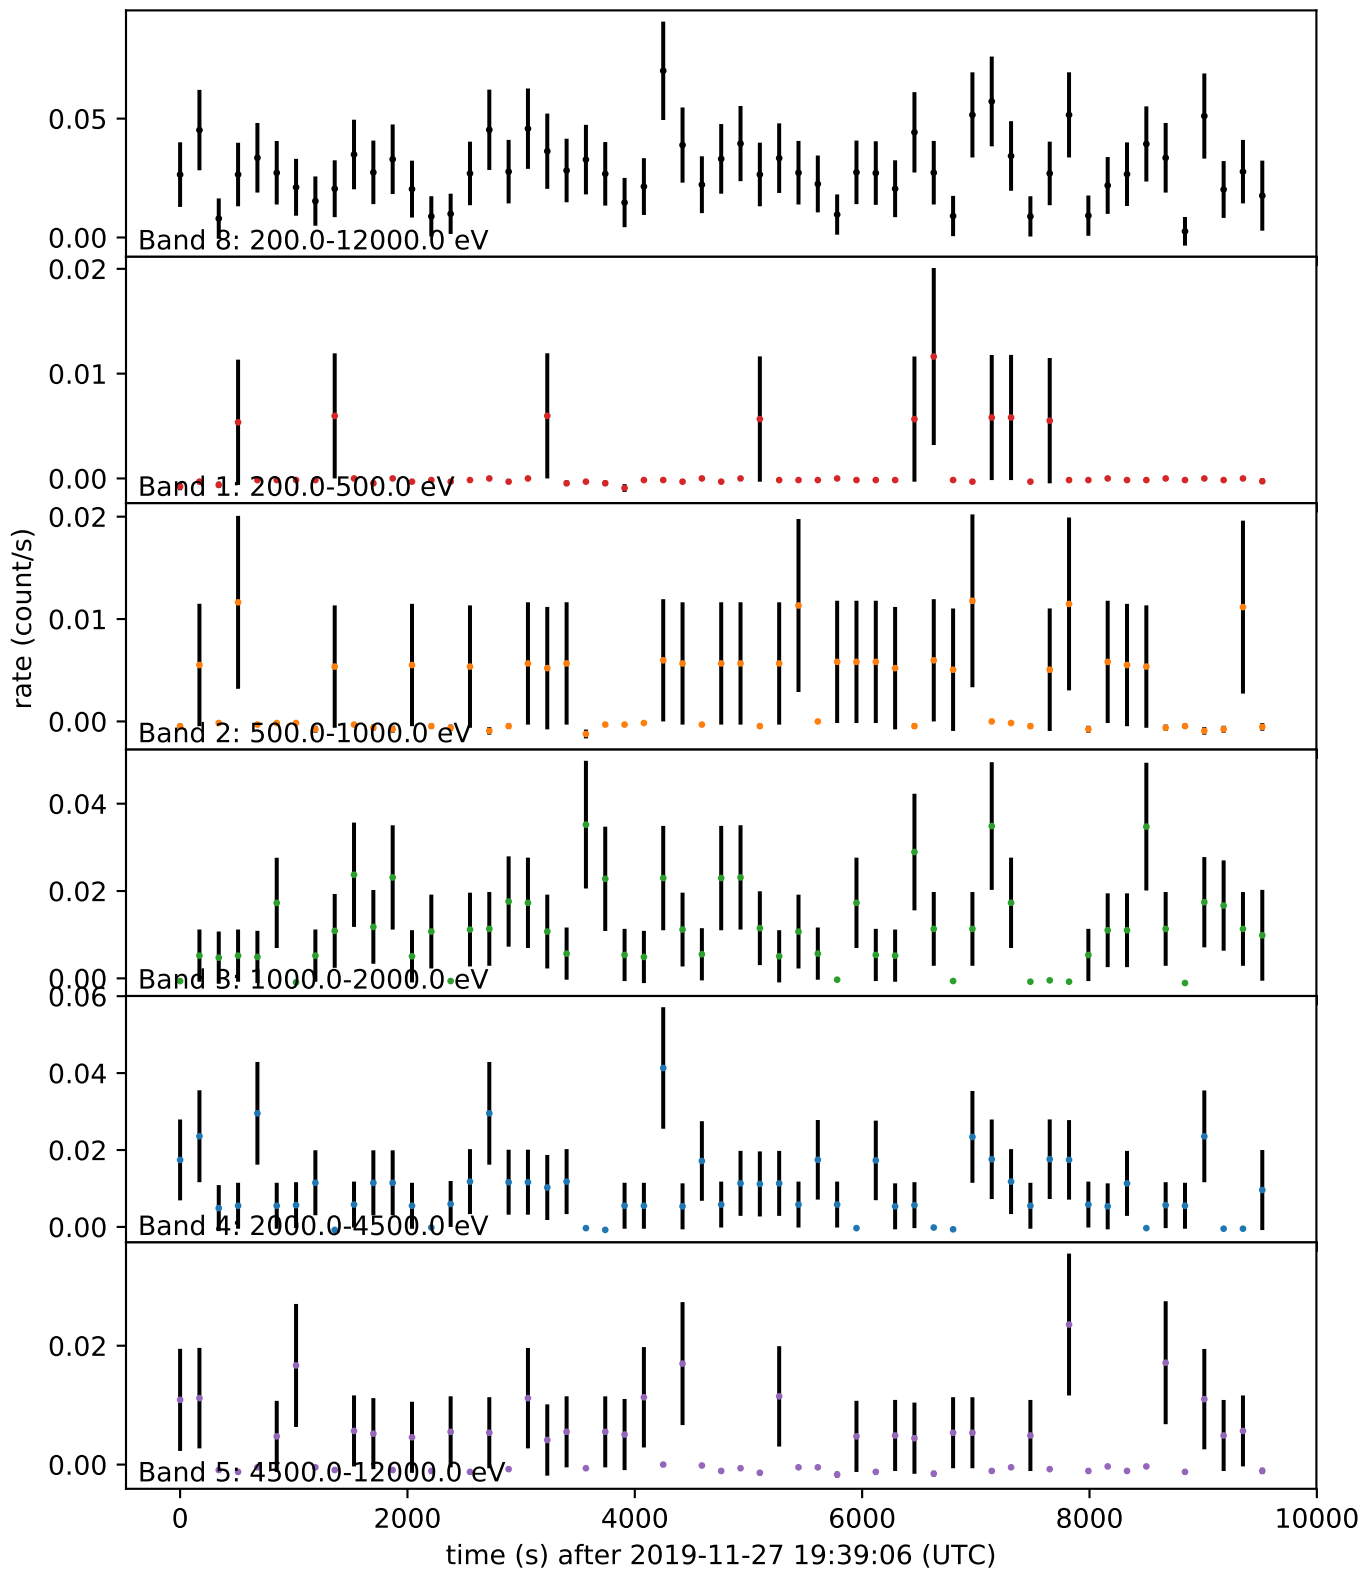 0.05
0.00
Band 8: 200.0-12000.0 eV
0.02
0.01
0.00
Band 1: 200.0-500.0 eV
0.02
rate (count/s)
0.01
0.00
Band 2: 500.0-1000.0 eV
0.04
0.02
0.00
Band 3: 1000.0-2000.0 eV
0.06
0.04
0.02
0.00
Band 4: 2000.0-4500.0 eV
0.02
0.00
Band 5: 4500.0-12000.0 eV
0 2000 4000 6000 8000 10000
time (s) after 2019-11-27 19:39:06 (UTC)